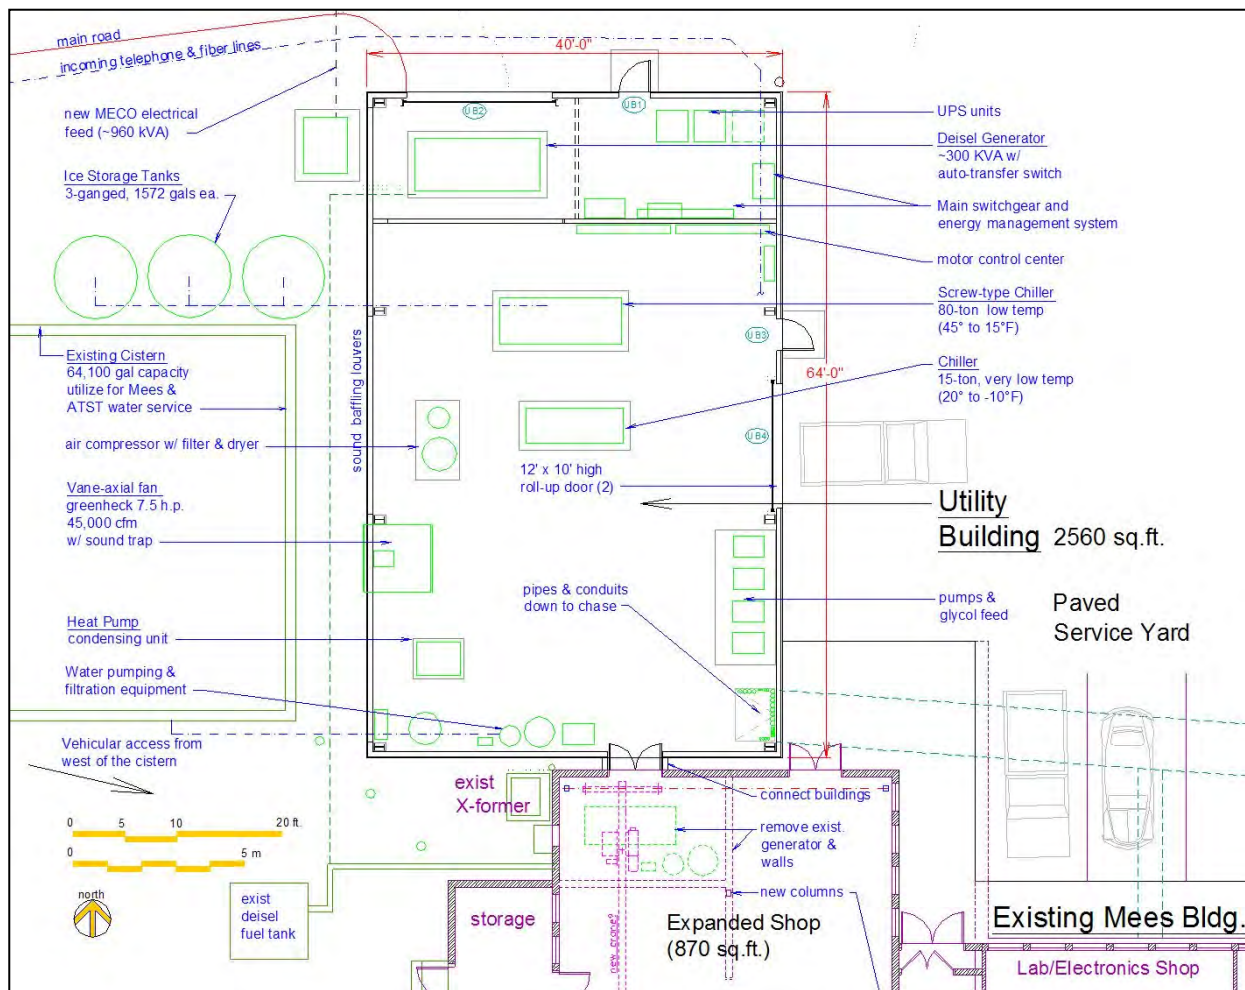 main road
incoming telephone & fiber lines
40'-0"
new MECO electrical
feed (~960 kVA)
UB2
UB1
UPS units
Deisel Generator
~300 KVA w/
auto-transfer switch
Ice Storage Tanks
3-ganged, 1572 gals ea.
Main switchgear and
energy management system
motor control center
Screw-type Chiller
80-ton low temp
(45° to 15°F)
UB3
Existing Cistern
64,100 gal capacity
utilize for Mees &
ATST water service
sound baffling louvers
64'-0"
Chiller
15-ton, very low temp
(20° to -10°F)
UB4
air compressor w/ filter & dryer
12' x 10' high
roll-up door (2)
Vane-axial fan
greenheck 7.5 h.p.
45,000 cfm
w/ sound trap
Utility
Building 2560 sq.ft.
pipes & conduits
down to chase
pumps &
glycol feed
Paved
Service Yard
Heat Pump
condensing unit
Water pumping &
filtration equipment
Vehicular access from
west of the cistern
exist
X-former
connect buildings
0 5 10 20 ft.
0 5 m
remove exist.
generator &
walls
north
exist
deisel
fuel tank
storage
new crane?
new columns
Expanded Shop
(870 sq.ft.)
Existing Mees Bldg.
Lab/Electronics Shop